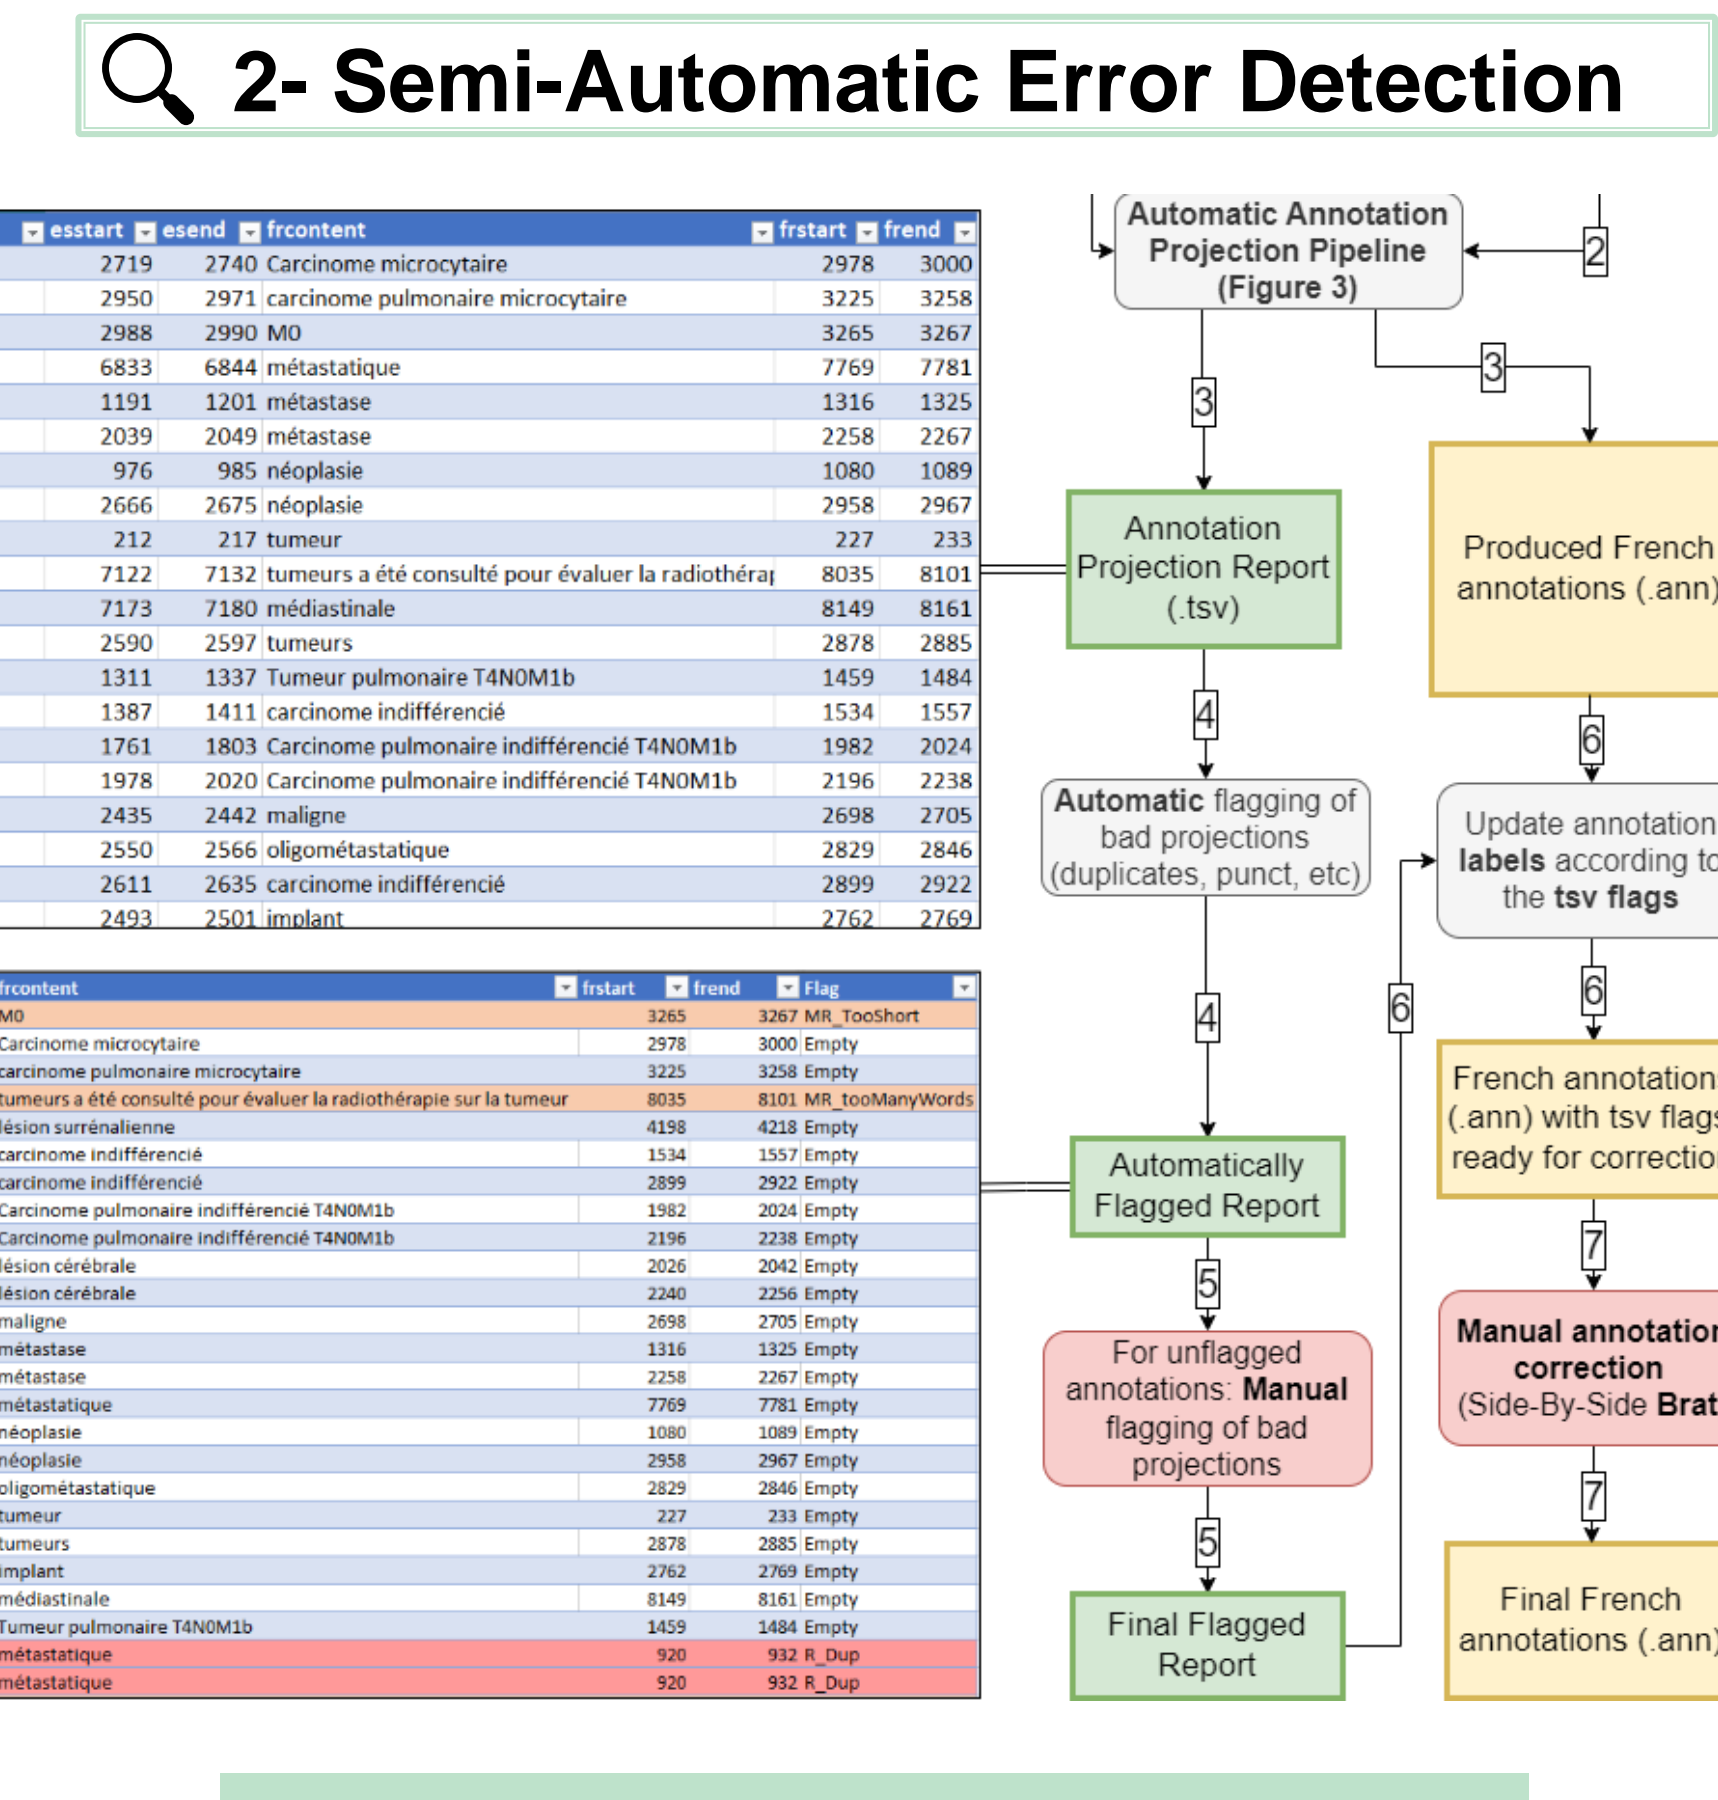 2- Semi-Automatic Error Detection
esstart esend frcontent frstart frend
2719 2740 Carcinome microcytaire 2978 3000
2950 2971 carcinome pulmonaire microcytaire 3225 3258
2988 2990 M0 3265 3267
6833 6844 métastatique 7769 7781
1191 1201 métastase 1316 1325
2039 2049 métastase 2258 2267
976 985 néoplasie 1080 1089
2666 2675 néoplasie 2958 2967
212 217 tumeur 227 233
7122 7132 tumeurs a été consulté pour évaluer la 8035 8101
7173 7180 médiastinale 8149 8161
2590 2597 tumeurs 2878 2885
1311 1337 Tumeur pulmonaire T4N0M1b 1459 1484
1387 1411 carcinome indifférencié 1534 1557
1761 1803 Carcinome pulmonaire indifférencié T4N0M1b 1982 2024
1978 2020 Carcinome pulmonaire indifférencié T4N0M1b 2196 2238
2435 2442 maligne 2698 2705
2550 2566 oligométastatique 2829 2846
2611 2635 carcinome indifférencié 2899 2922
2493 2501 implant 2762 2769
frcontent frstart frend Flag
M0 3265 3267 MR_TooShort
Carcinome microcytaire 2978 3000 Empty
carcinome pulmonaire microcytaire 3225 3258 Empty
tumeurs a été consulté pour évaluer la radiothérapie sur la tumeur 8035 8101 MR_tooManyWords
lésion surrénalienne 4198 4218 Empty
carcinome indifférencié 1534 1557 Empty
carcinome indifférencié 2899 2922 Empty
Carcinome pulmonaire indifférencié T4N0M1b 1982 2024 Empty
Carcinome pulmonaire indifférencié T4N0M1b 2196 2238 Empty
lésion cérébrale 2026 2042 Empty
lésion cérébrale 2240 2256 Empty
maligne 2698 2705 Empty
métastase 1316 1325 Empty
métastase 2258 2267 Empty
métastatique 7769 7781 Empty
néoplasie 1080 1089 Empty
néoplasie 2958 2967 Empty
oligométastatique 2829 2846 Empty
tumeur 227 233 Empty
tumeurs 2878 2885 Empty
implant 2762 2769 Empty
médiastinale 8149 8161 Empty
Tumeur pulmonaire T4N0M1b 1459 1484 Empty
métastatique 920 932 R_Dup
métastatique 920 932 R_Dup
Automatic Annotation
Projection Pipeline
(Figure 3)
2
3
3
Annotation
Projection Report
(.tsv)
4
Automatic flagging of
bad projections
(duplicates, punct, etc)
4
Automatically
Flagged Report
5
For unflagged
annotations: Manual
flagging of bad
projections
5
Final Flagged
Report
6
Produced French
annotations (.ann)
6
Update annotation
labels according to
the tsv flags
6
French annotations
(.ann) with tsv flags
ready for correction
7
Manual annotation
correction
(Side-By-Side Brat
7
Final French
annotations (.ann)